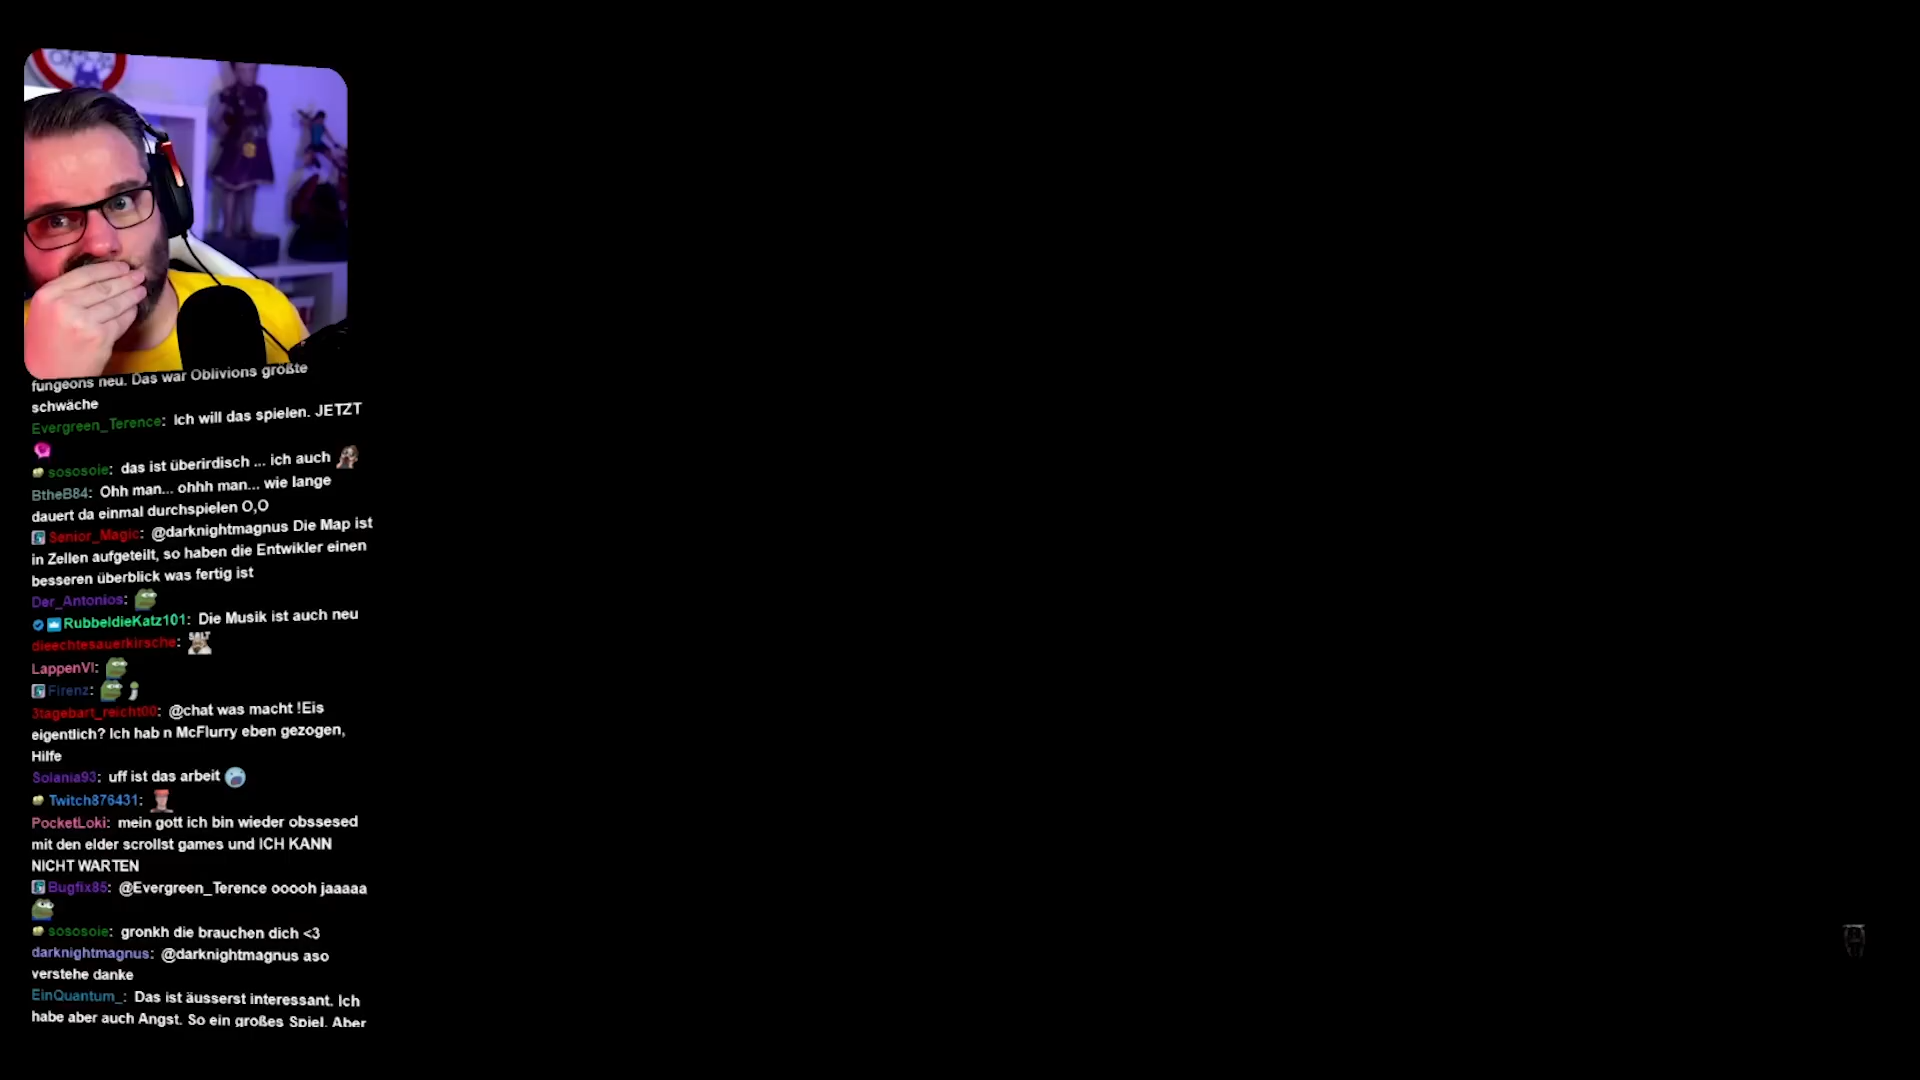 fungeons neu. Das war Oblivions größte
schwäche
Evergreen_Terence: Ich will das spielen. JETZT
sososoie: das ist überirdisch ... ich auch
BtheB84: Ohh man... ohhh man... wie lange
dauert da einmal durchspielen O,O
Senior_Magic: @darknightmagnus Die Map ist
in Zellen aufgeteilt, so haben die Entwikler einen
besseren überblick was fertig ist
Der_Antonios:
RubbeldieKatz101: Die Musik ist auch neu
dieechtesauerkirsche: SALT
LappenVI:
Firenz:
3tagebart_reicht00: @chat was macht !Eis
eigentlich? Ich hab n McFlurry eben gezogen,
Hilfe
Solania93: uff ist das arbeit
Twitch876431:
PocketLoki: mein gott ich bin wieder obssesed
mit den elder scrollst games und ICH KANN
NICHT WARTEN
Bugfix85: @Evergreen_Terence ooooh jaaaaa
sososoie: gronkh die brauchen dich <3
darknightmagnus: @darknightmagnus aso
verstehe danke
EinQuantum_: Das ist äusserst interessant. Ich
habe aber auch Angst. So ein großes Spiel. Aber